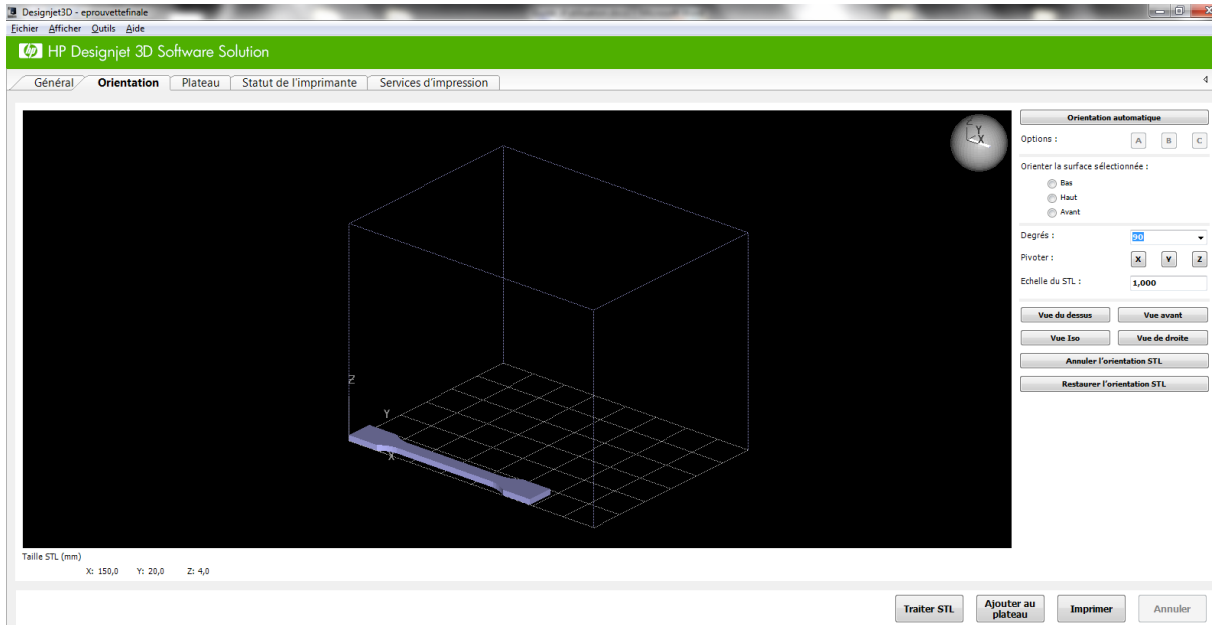 Designjet3D - eprouvettefinale
Fichier Afficher Outils Aide
hp HP Designjet 3D Software Solution
Général Orientation Plateau Statut de l'imprimante Services d'impression
Orientation automatique
Options : A B C
Orienter la surface sélectionnée :
Bas
Haut
Avant
Degrés : 90
Pivoter : X Y Z
Echelle du STL : 1,000
Vue du dessus Vue avant
Vue Iso Vue de droite
Annuler l'orientation STL
Restaurer l'orientation STL
Z
Y
X
Z
Y
X
Taille STL (mm)
X: 150,0 Y: 20,0 Z: 4,0
Traiter STL Ajouter au plateau Imprimer Annuler